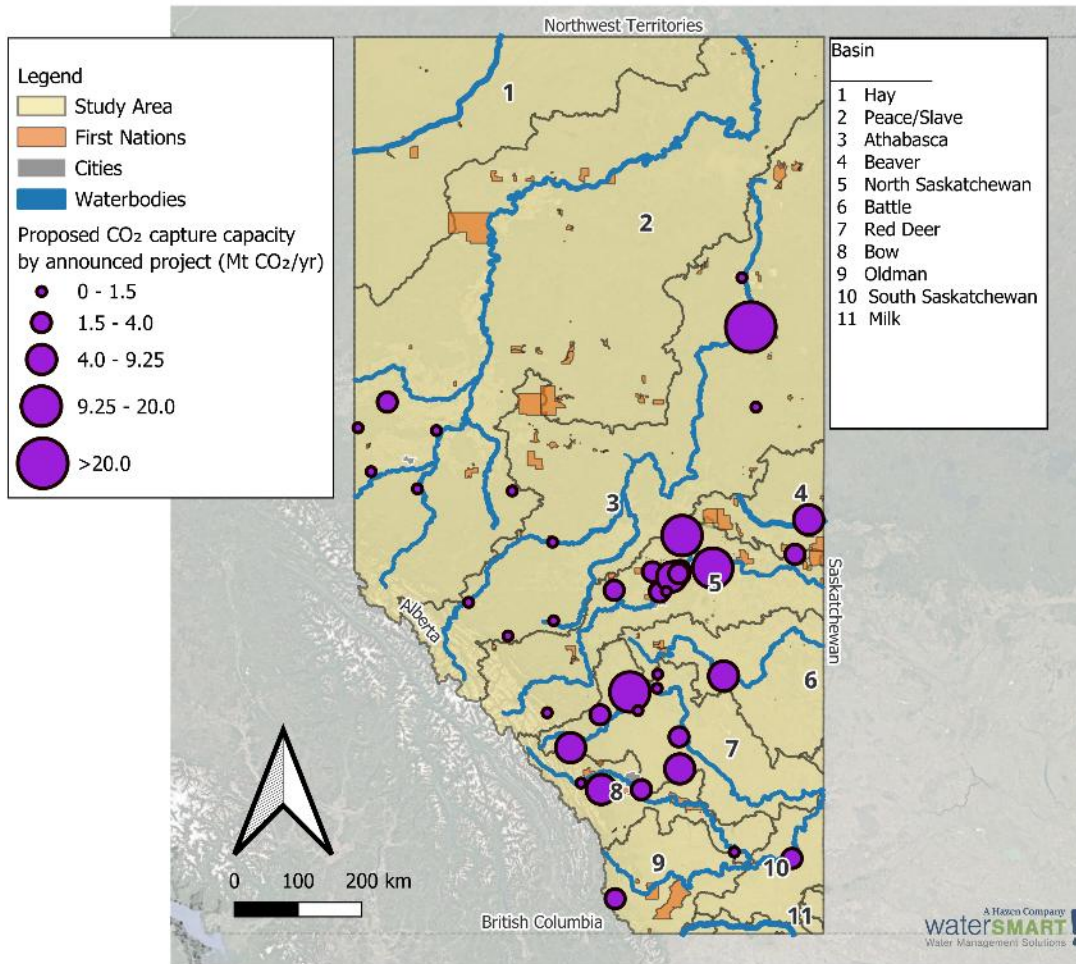 Northwest Territories
Legend
Study Area
First Nations
Cities
Waterbodies
Proposed CO₂ capture capacity
by announced project (Mt CO₂/yr)
0 - 1.5
1.5 - 4.0
4.0 - 9.25
9.25 - 20.0
>20.0
Basin
1 Hay
2 Peace/Slave
3 Athabasca
4 Beaver
5 North Saskatchewan
6 Battle
7 Red Deer
8 Bow
9 Oldman
10 South Saskatchewan
11 Milk
1
2
3
4
5
Saskatchewan
Alberta
6
7
8
9
10
11
0 100 200 km
British Columbia
A Hazen Company
waterSMART
Water Management Solutions